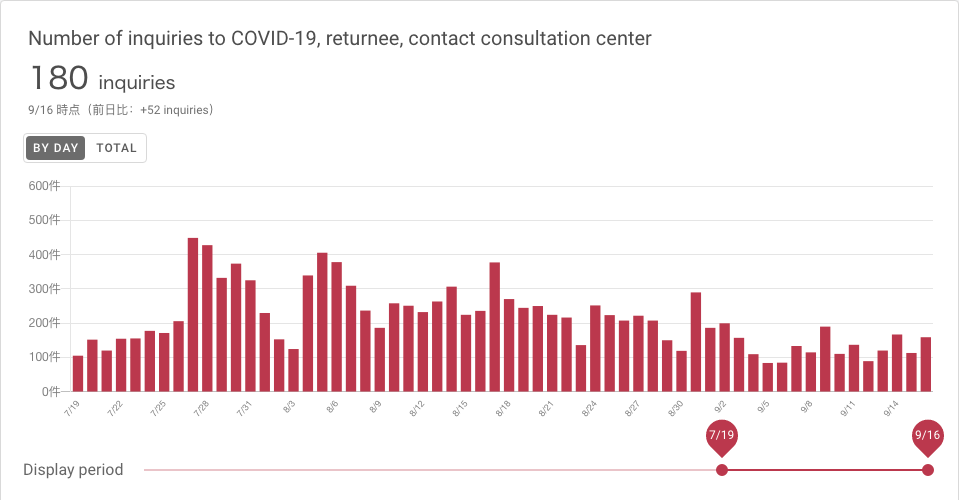 Number of inquiries to COVID-19, returnee, contact consultation center
180 inquiries
9/16 時点（前日比：+52 inquiries）
BY DAY TOTAL
600件
500件
400件
300件
200件
100件
0件
7/19 7/22 7/25 7/28 7/31 8/3 8/6 8/9 8/12 8/15 8/18 8/21 8/24 8/27 8/30 9/2 9/5 9/8 9/11 9/14
7/19 9/16
Display period